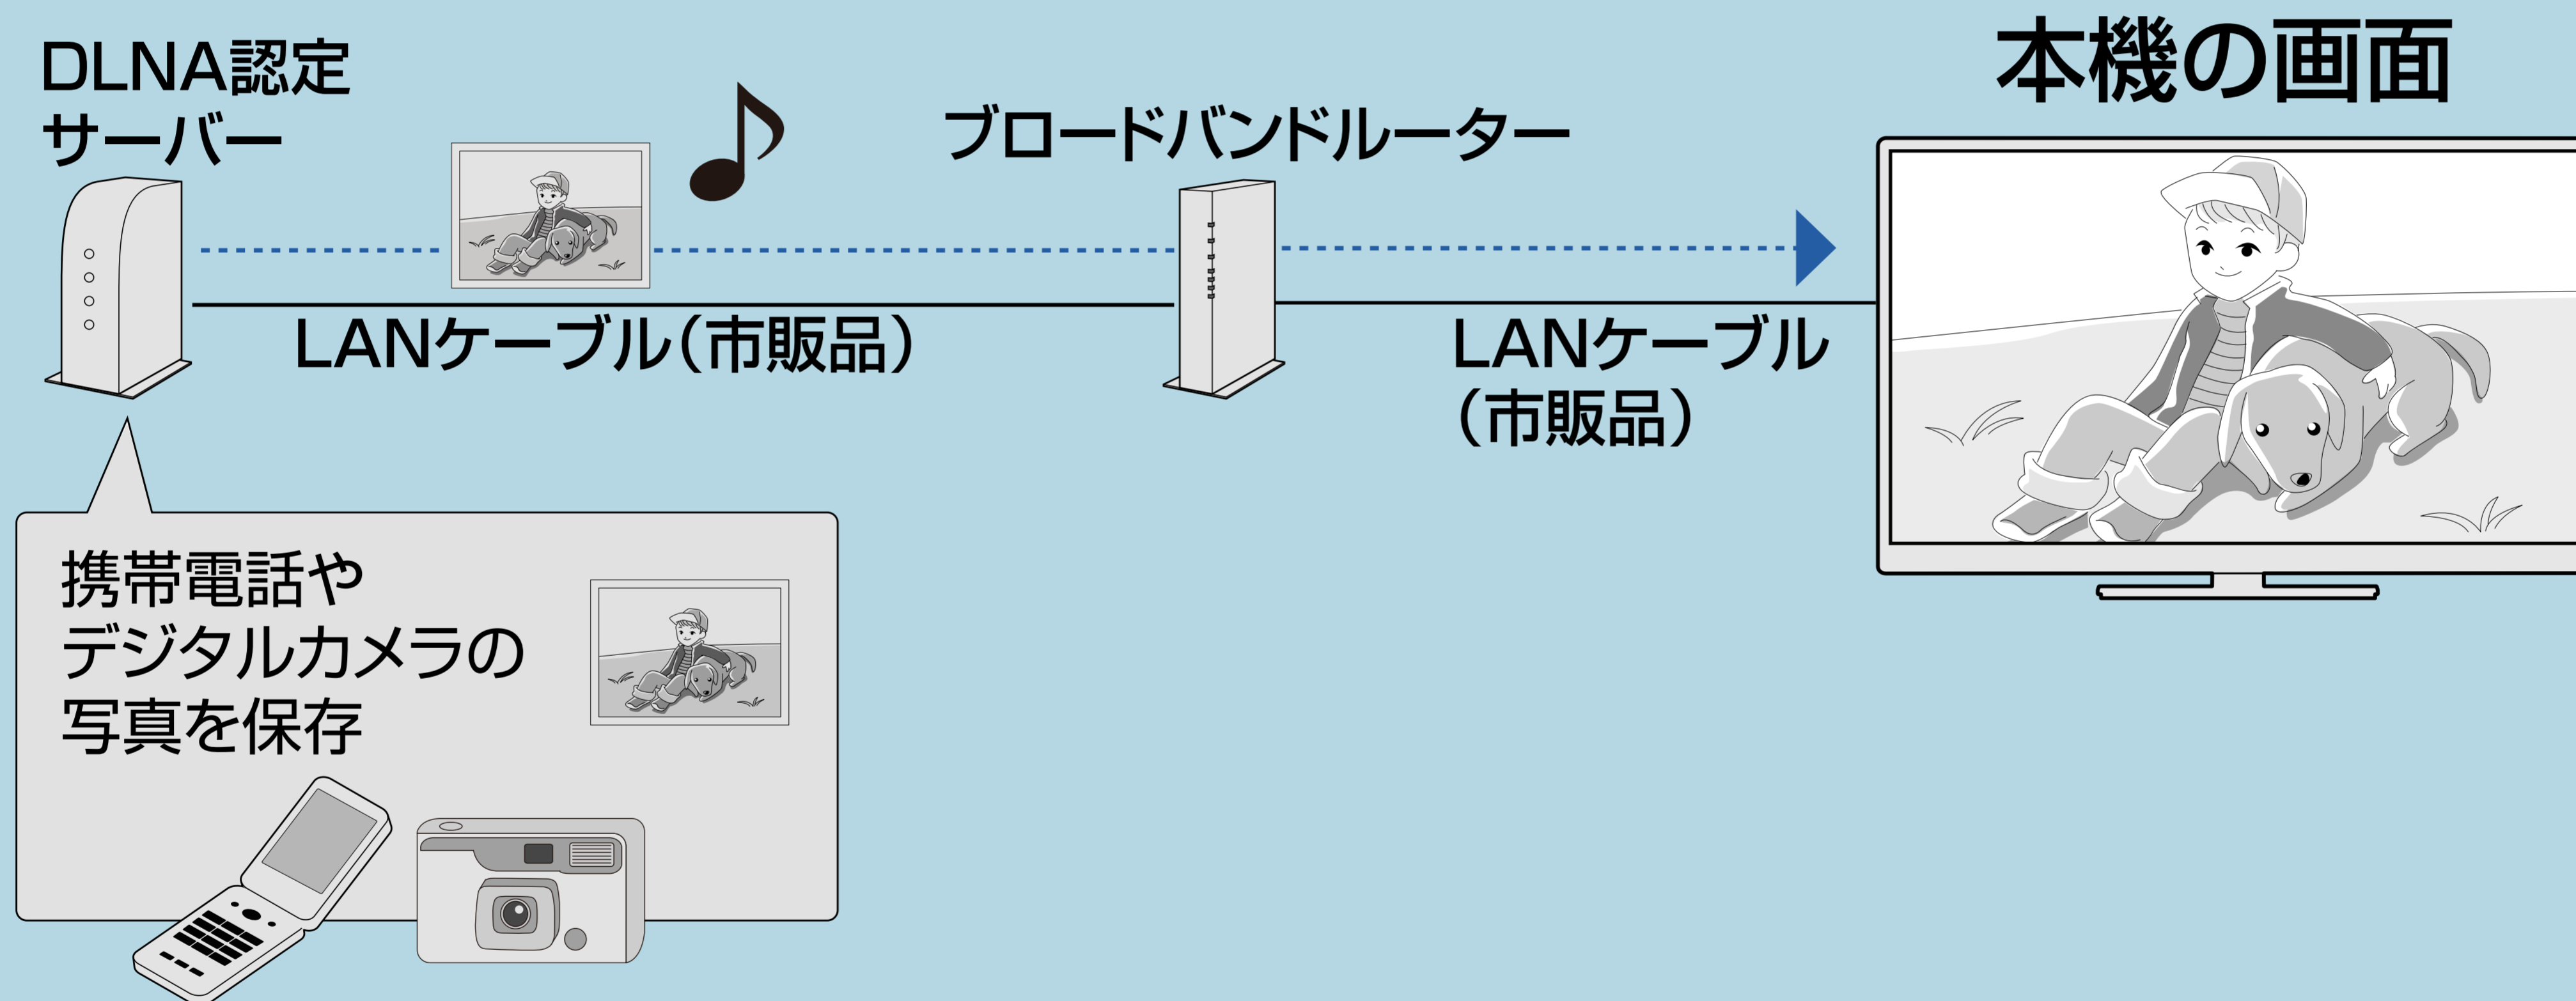 DLNA認定
サーバー
ブロードバンドルーター
本機の画面
LANケーブル（市販品）
LANケーブル
（市販品）
携帯電話や
デジタルカメラの
写真を保存